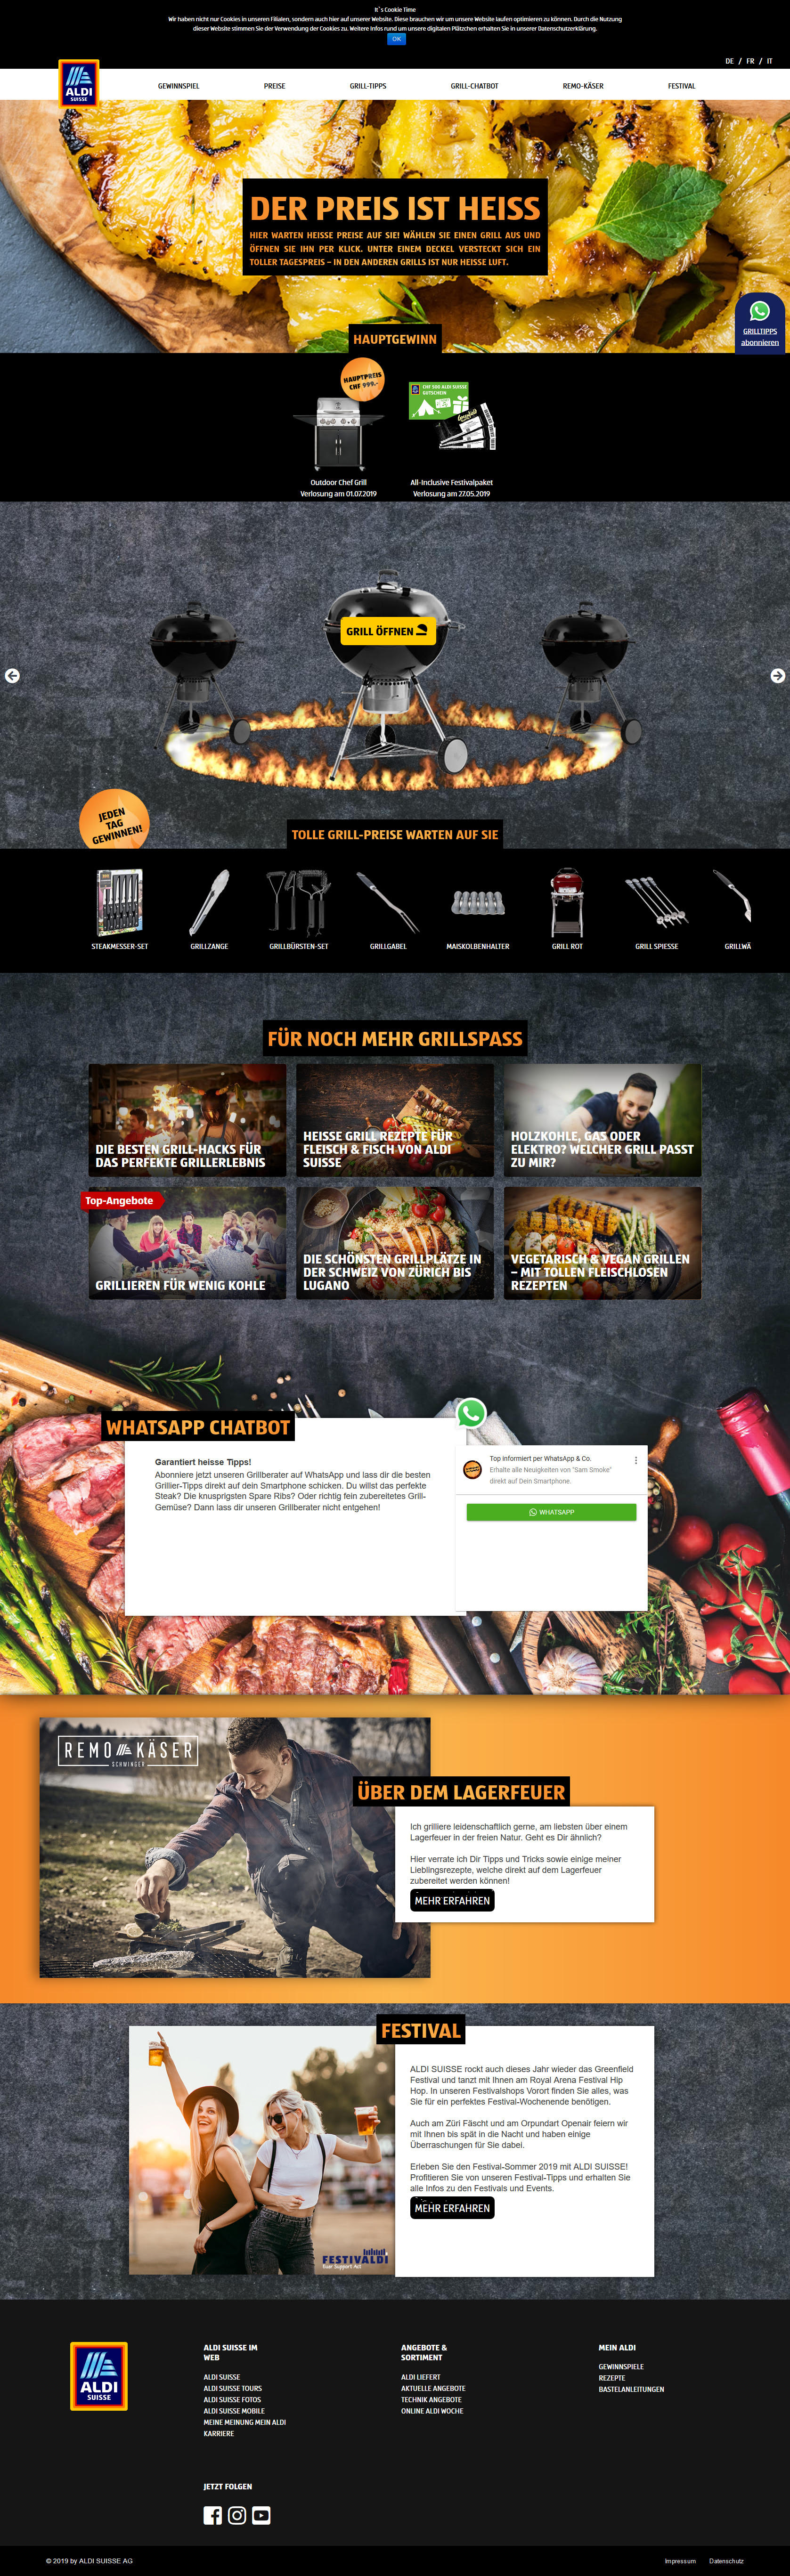 It´s Cookie Time
Wir haben nicht nur Cookies in unseren Filialen, sondern auch hier auf unserer Website. Diese brauchen wir um unsere Website laufen optimieren zu können. Durch die Nutzung
dieser Website stimmen Sie der Verwendung der Cookies zu. Weitere Infos rund um unsere digitalen Plätzchen erhalten Sie in unserer Datenschutzerklärung.
OK
DE / FR / IT
ALDI
SUISSE
GEWINNSPIEL PREISE GRILL-TIPPS GRILL-CHATBOT REMO-KÄSER FESTIVAL
DER PREIS IST HEISS
HIER WARTEN HEISSE PREISE AUF SIE! WÄHLEN SIE EINEN GRILL AUS UND
ÖFFNEN SIE IHN PER KLICK. UNTER EINEM DECKEL VERSTECKT SICH EIN
TOLLER TAGESPREIS – IN DEN ANDEREN GRILLS IST NUR HEISSE LUFT.
GRILLTIPPS
abonnieren
HAUPTGEWINN
HAUPTPREIS
CHF 999.-
CHF 500 ALDI SUISSE
GUTSCHEIN
Outdoor Chef Grill
Verlosung am 01.07.2019
All-Inclusive Festivalpaket
Verlosung am 27.05.2019
GRILL ÖFFNEN
JEDEN
TAG
GEWINNEN!
TOLLE GRILL-PREISE WARTEN AUF SIE
STEAKMESSER-SET GRILLZANGE GRILLBÜRSTEN-SET GRILLGABEL MAISKOLBENHALTER GRILL ROT GRILL SPIESSE GRILLWÄ
FÜR NOCH MEHR GRILLSPASS
DIE BESTEN GRILL-HACKS FÜR
DAS PERFEKTE GRILLERLEBNIS
HEISSE GRILL REZEPTE FÜR
FLEISCH & FISCH VON ALDI
SUISSE
HOLZKOHLE, GAS ODER
ELEKTRO? WELCHER GRILL PASST
ZU MIR?
Top-Angebote
GRILLIEREN FÜR WENIG KOHLE
DIE SCHÖNSTEN GRILLPLÄTZE IN
DER SCHWEIZ VON ZÜRICH BIS
LUGANO
VEGETARISCH & VEGAN GRILLEN
– MIT TOLLEN FLEISCHLOSEN
REZEPTEN
WHATSAPP CHATBOT
Garantiert heisse Tipps!
Abonniere jetzt unseren Grillberater auf WhatsApp und lass dir die besten
Grillier-Tipps direkt auf dein Smartphone schicken. Du willst das perfekte
Steak? Die knusprigsten Spare Ribs? Oder richtig fein zubereitetes Grill-
Gemüse? Dann lass dir unseren Grillberater nicht entgehen!
Top informiert per WhatsApp & Co.
Erhalte alle Neuigkeiten von "Sam Smoke"
direkt auf Dein Smartphone.
WHATSAPP
REMO KÄSER
SCHWINGER
ÜBER DEM LAGERFEUER
Ich grilliere leidenschaftlich gerne, am liebsten über einem
Lagerfeuer in der freien Natur. Geht es Dir ähnlich?
Hier verrate ich Dir Tipps und Tricks sowie einige meiner
Lieblingsrezepte, welche direkt auf dem Lagerfeuer
zubereitet werden können!
MEHR ERFAHREN
FESTIVAL
ALDI SUISSE rockt auch dieses Jahr wieder das Greenfield
Festival und tanzt mit Ihnen am Royal Arena Festival Hip
Hop. In unseren Festivalshops Vorort finden Sie alles, was
Sie für ein perfektes Festival-Wochenende benötigen.
Auch am Züri Fäscht und am Orpundart Openair feiern wir
mit Ihnen bis spät in die Nacht und haben einige
Überraschungen für Sie dabei.
Erleben Sie den Festival-Sommer 2019 mit ALDI SUISSE!
Profitieren Sie von unseren Festival-Tipps und erhalten Sie
alle Infos zu den Festivals und Events.
MEHR ERFAHREN
FESTIVALDI
Your Support Act
ALDI
SUISSE
ALDI SUISSE IM
WEB
ALDI SUISSE
ALDI SUISSE TOURS
ALDI SUISSE FOTOS
ALDI SUISSE MOBILE
MEINE MEINUNG MEIN ALDI
KARRIERE
ANGEBOTE &
SORTIMENT
ALDI LIEFERT
AKTUELLE ANGEBOTE
TECHNIK ANGEBOTE
ONLINE ALDI WOCHE
MEIN ALDI
GEWINNSPIELE
REZEPTE
BASTELANLEITUNGEN
JETZT FOLGEN
© 2019 by ALDI SUISSE AG
Impressum Datenschutz